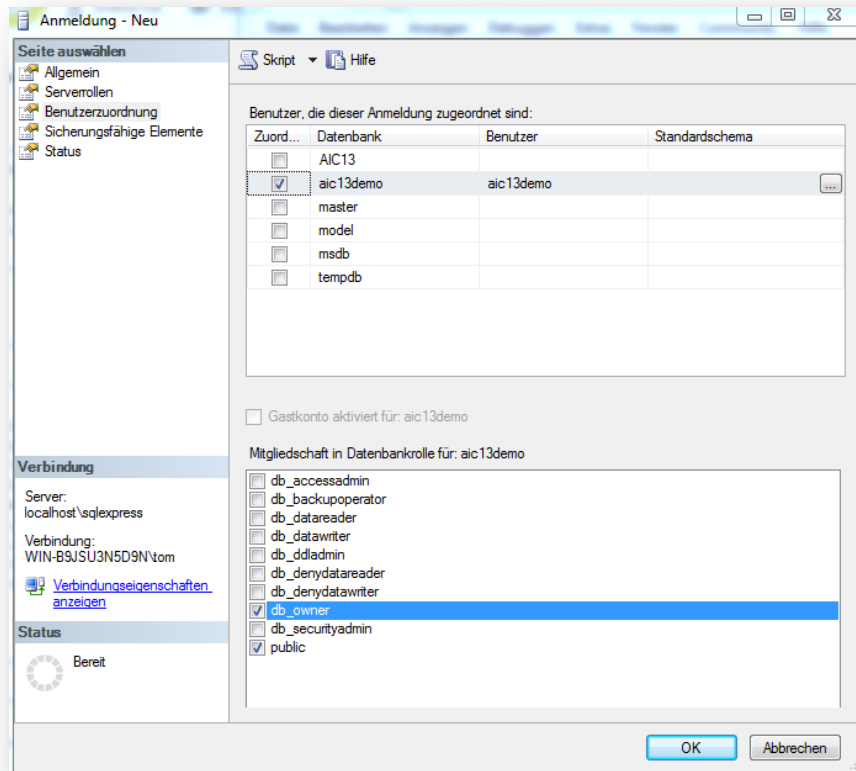 Anmeldung - Neu
Seite auswählen
Allgemein
Serverrollen
Benutzerzuordnung
Sicherungsfähige Elemente
Status
Skript Hilfe
Benutzer, die dieser Anmeldung zugeordnet sind:
Zuord... Datenbank Benutzer Standardschema
AIC13
aic13demo aic13demo ...
master
model
msdb
tempdb
Gastkonto aktiviert für: aic13demo
Mitgliedschaft in Datenbankrolle für: aic13demo
db_accessadmin
db_backupoperator
db_datareader
db_datawriter
db_ddladmin
db_denydatareader
db_denydatawriter
db_owner
db_securityadmin
public
Verbindung
Server:
localhost\sqlexpress
Verbindung:
WIN-B9JSU3N5D9N\tom
Verbindungseigenschaften
anzeigen
Status
Bereit
OK Abbrechen